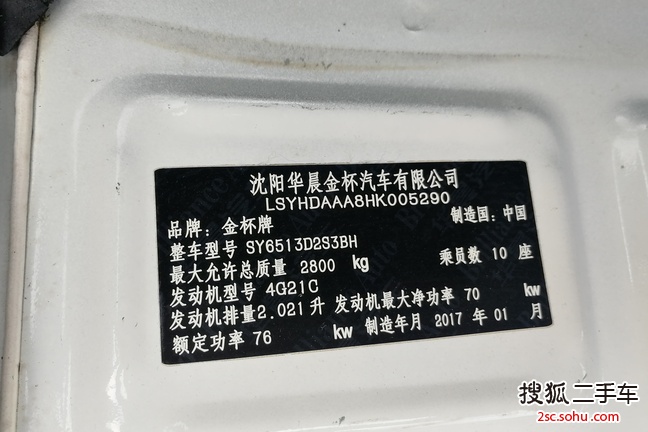 沈阳华晨金杯汽车有限公司
LSYHDAAA8HK005290
品牌：金杯牌 制造国：中国
整车型号 SY6513D2S3BH
最大允许总质量 2800 kg 乘员数 10 座
发动机型号 4G21C
发动机排量 2.021 升 发动机最大净功率 70 kw
额定功率 76 kw 制造年月 2017 年 01 月
搜狐 二手车
2sc.sohu.com